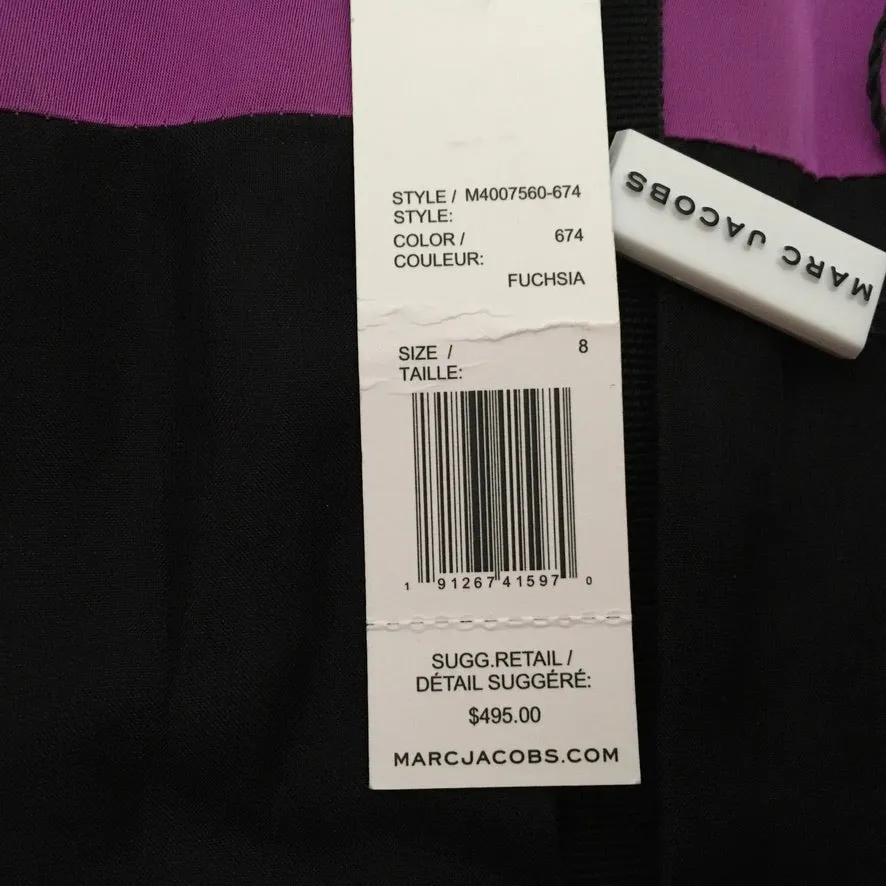 STYLE / M4007560-674
STYLE:
COLOR / 674
COULEUR:
FUCHSIA
SIZE / 8
TAILLE:
1 91267 41597 0
SUGG.RETAIL /
DÉTAIL SUGGÉRÉ:
$495.00
MARCJACOBS.COM
MARC JACOBS